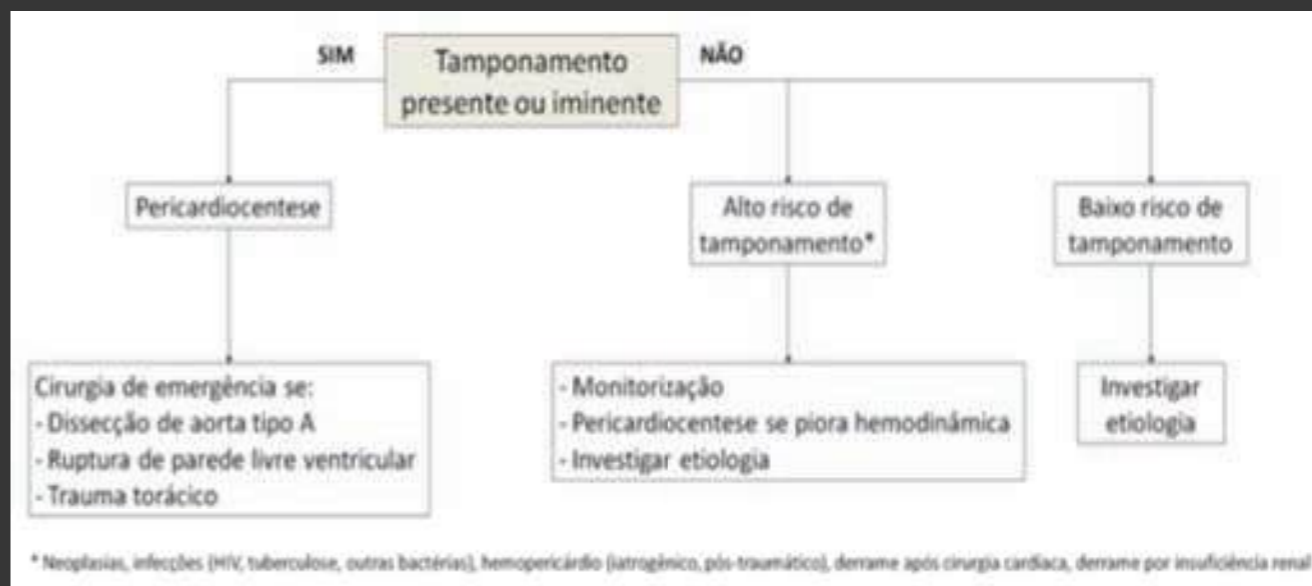 SIM
Tamponamento
presente ou iminente
NÃO
Pericardiocentese
Alto risco de
tamponamento*
Baixo risco de
tamponamento
Cirurgia de emergência se:
- Dissecção de aorta tipo A
- Ruptura de parede livre ventricular
- Trauma torácico
- Monitorização
- Pericardiocentese se piora hemodinâmica
- Investigar etiologia
Investigar
etiologia
* Neoplasias, infecções (HIV, tuberculose, outras bactérias), hemopericárdio (iatrogênico, pós-traumático), derrame após cirurgia cardíaca, derrame por insuficiência renal